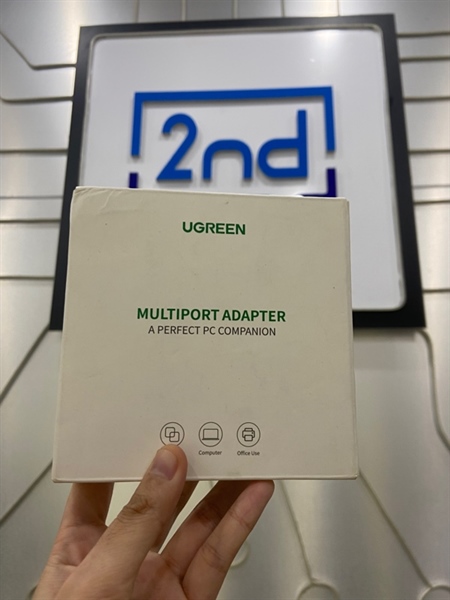 2nd
UGREEN
MULTIPORT ADAPTER
A PERFECT PC COMPANION
Computer
Office Use